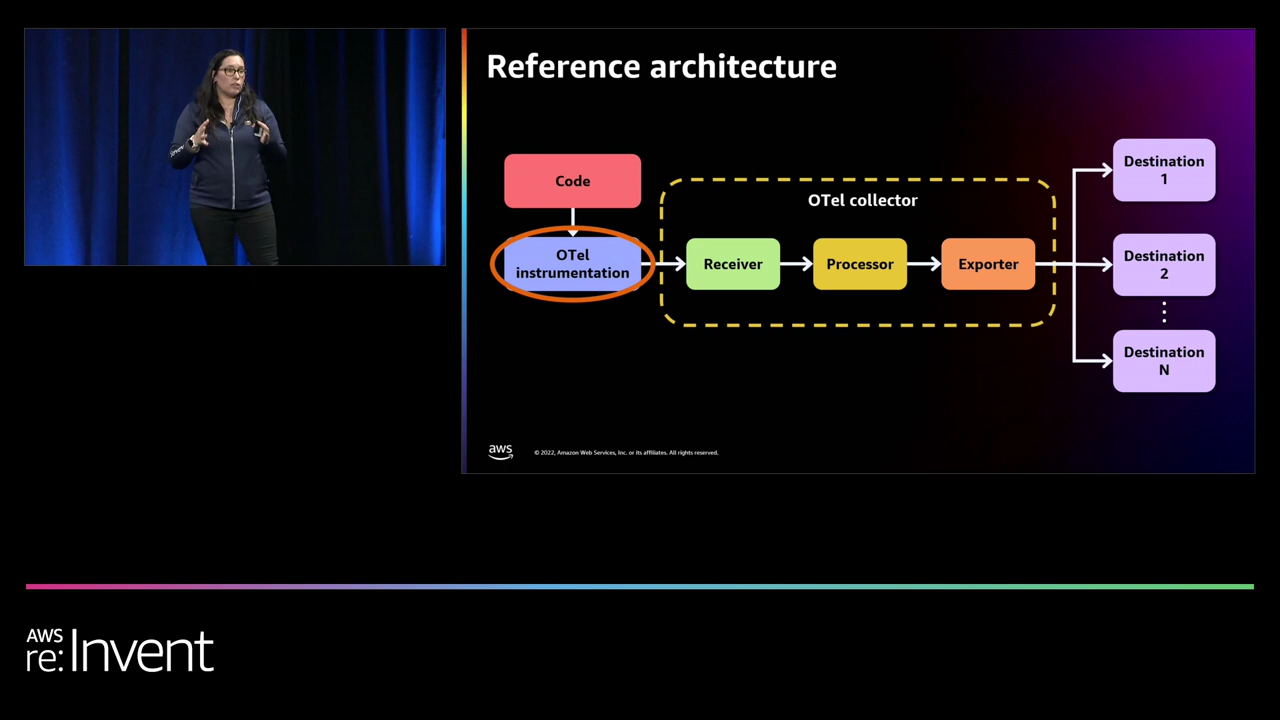 Reference architecture
Code
OTel
instrumentation
OTel collector
Receiver
Processor
Exporter
Destination
1
Destination
2
Destination
N
aws
© 2022, Amazon Web Services, Inc. or its affiliates. All rights reserved.
AWS
re:Invent